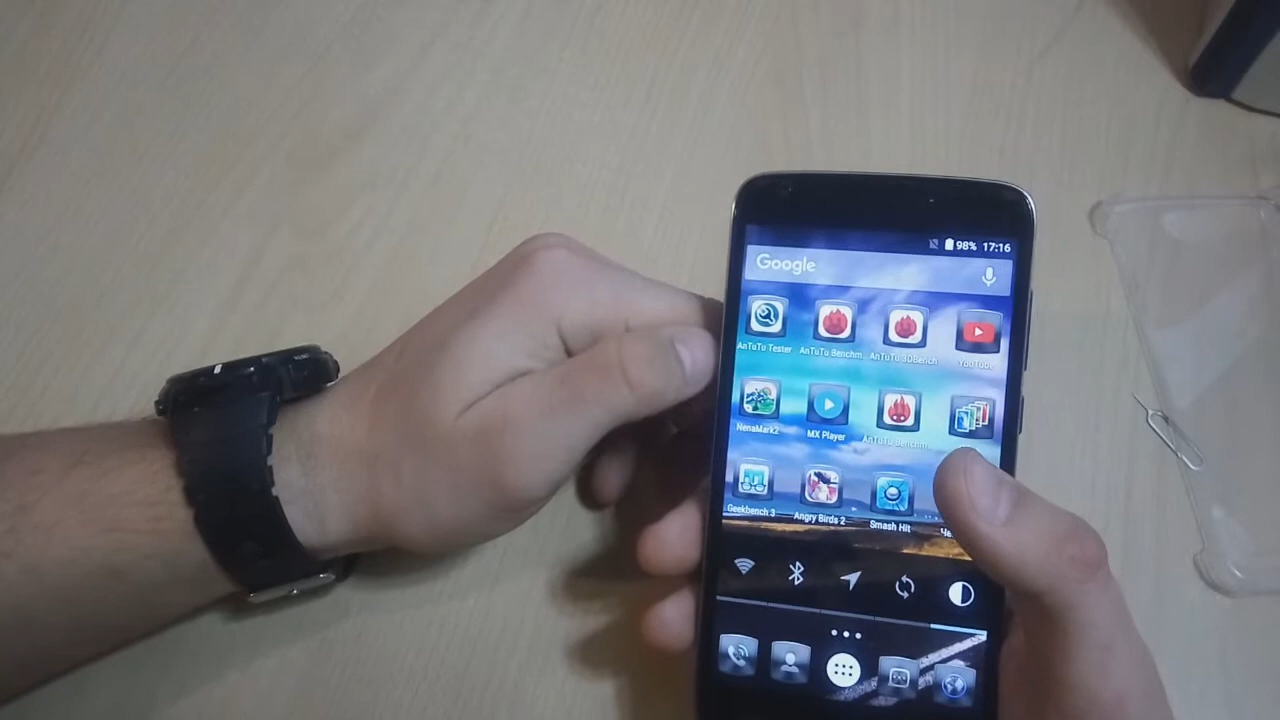 98% 17:16
Google
AnTuTu Tester AnTuTu Benchm. AnTuTu 3DBench YouTube
NenaMark2 MX Player AnTuTu Benchm.
Geekbench 3 Angry Birds 2 Smash Hit Че